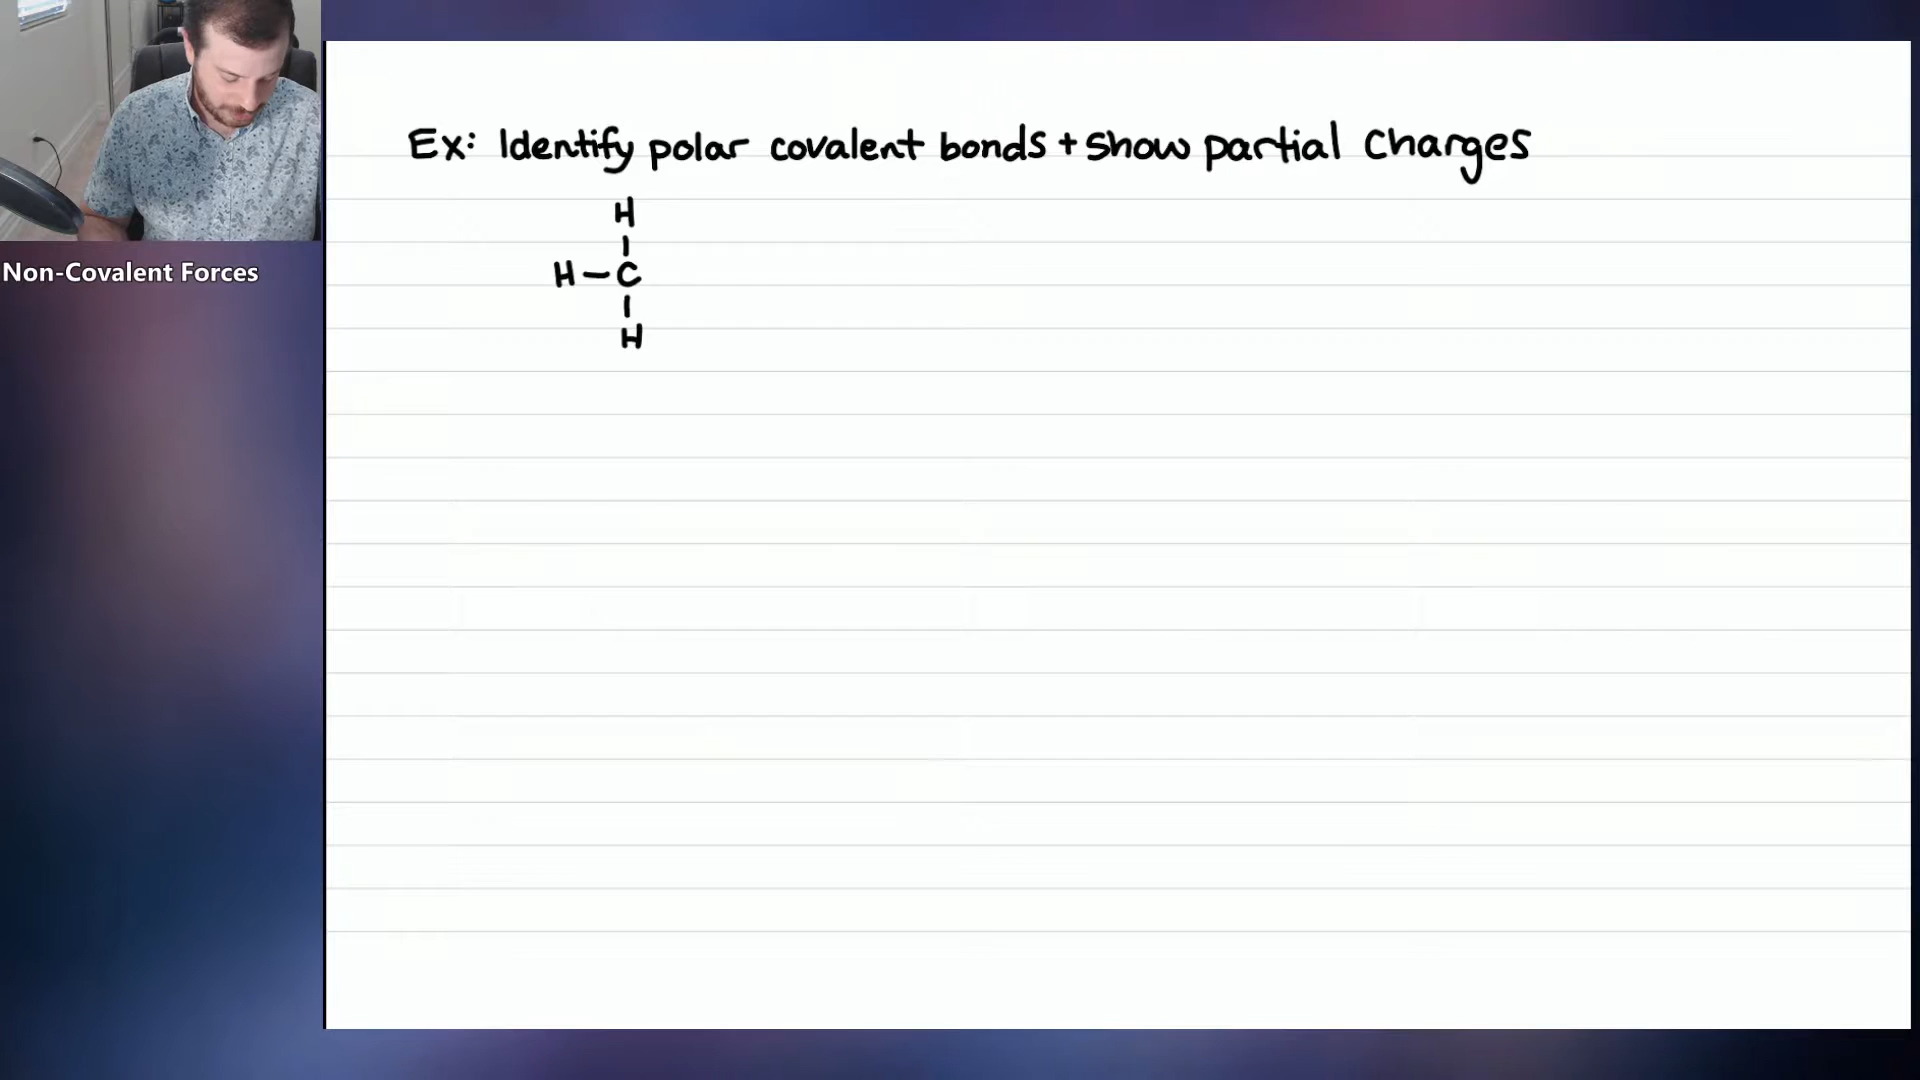 Non-Covalent Forces
Ex: Identify polar covalent bonds + show partial charges
H
H – C
H